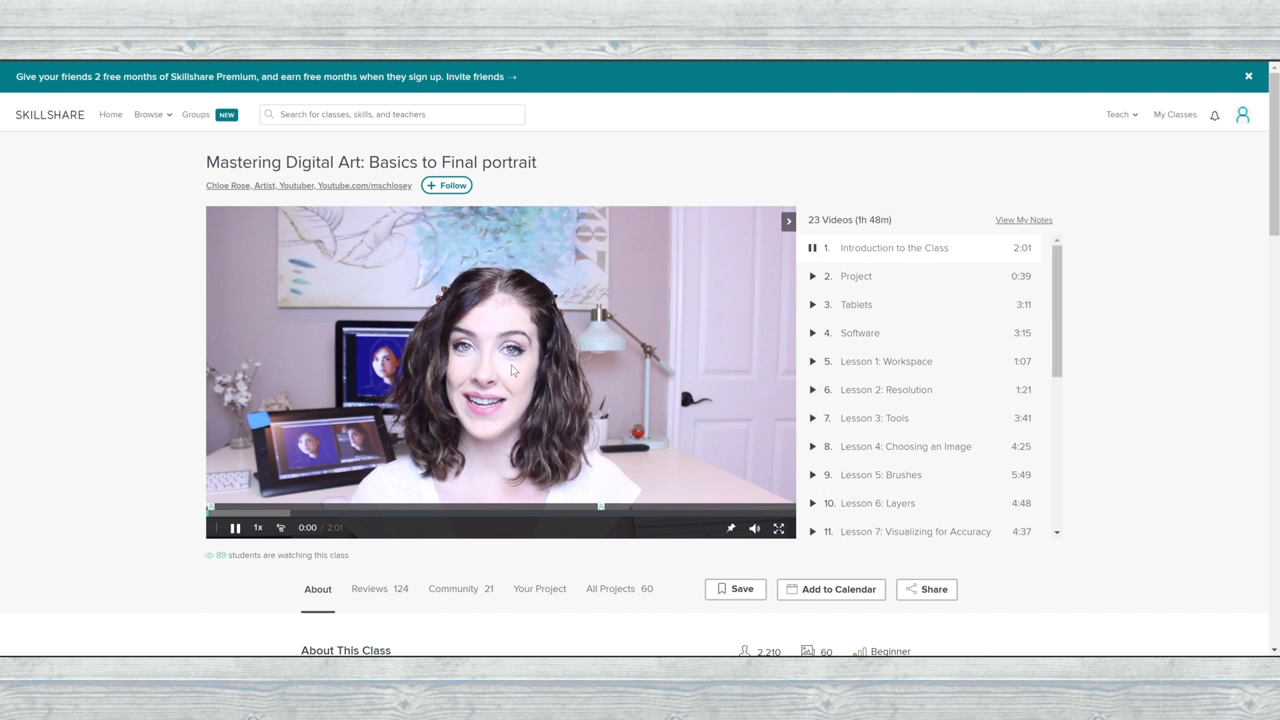 Give your friends 2 free months of Skillshare Premium, and earn free months when they sign up. Invite friends →
SKILLSHARE Home Browse Groups NEW Search for classes, skills, and teachers Teach My Classes
Mastering Digital Art: Basics to Final portrait
Chloe Rose, Artist, Youtuber, Youtube.com/mschlosey + Follow
23 Videos (1h 48m) View My Notes
1. Introduction to the Class 2:01
2. Project 0:39
3. Tablets 3:11
4. Software 3:15
5. Lesson 1: Workspace 1:07
6. Lesson 2: Resolution 1:21
7. Lesson 3: Tools 3:41
8. Lesson 4: Choosing an Image 4:25
9. Lesson 5: Brushes 5:49
10. Lesson 6: Layers 4:48
11. Lesson 7: Visualizing for Accuracy 4:37
1x 0:00 / 2:01
89 students are watching this class
About Reviews 124 Community 21 Your Project All Projects 60 Save Add to Calendar Share
About This Class 2,210 60 Beginner